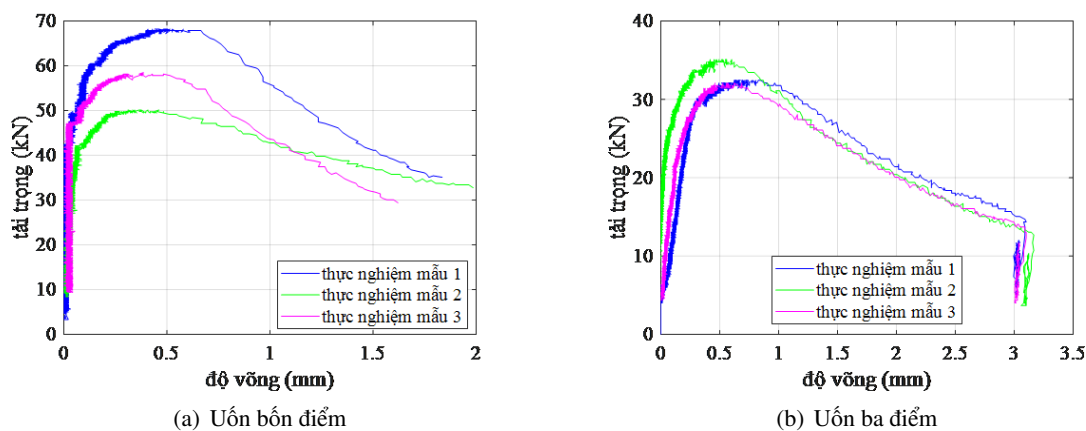 70
60
50
40
30
20
10
0
tải trọng (kN)
0
0.5
1
1.5
2
độ võng (mm)
thực nghiệm mẫu 1
thực nghiệm mẫu 2
thực nghiệm mẫu 3
(a) Uốn bốn điểm
40
30
20
10
0
tải trọng (kN)
0
0.5
1
1.5
2
2.5
3
3.5
độ võng (mm)
thực nghiệm mẫu 1
thực nghiệm mẫu 2
thực nghiệm mẫu 3
(b) Uốn ba điểm